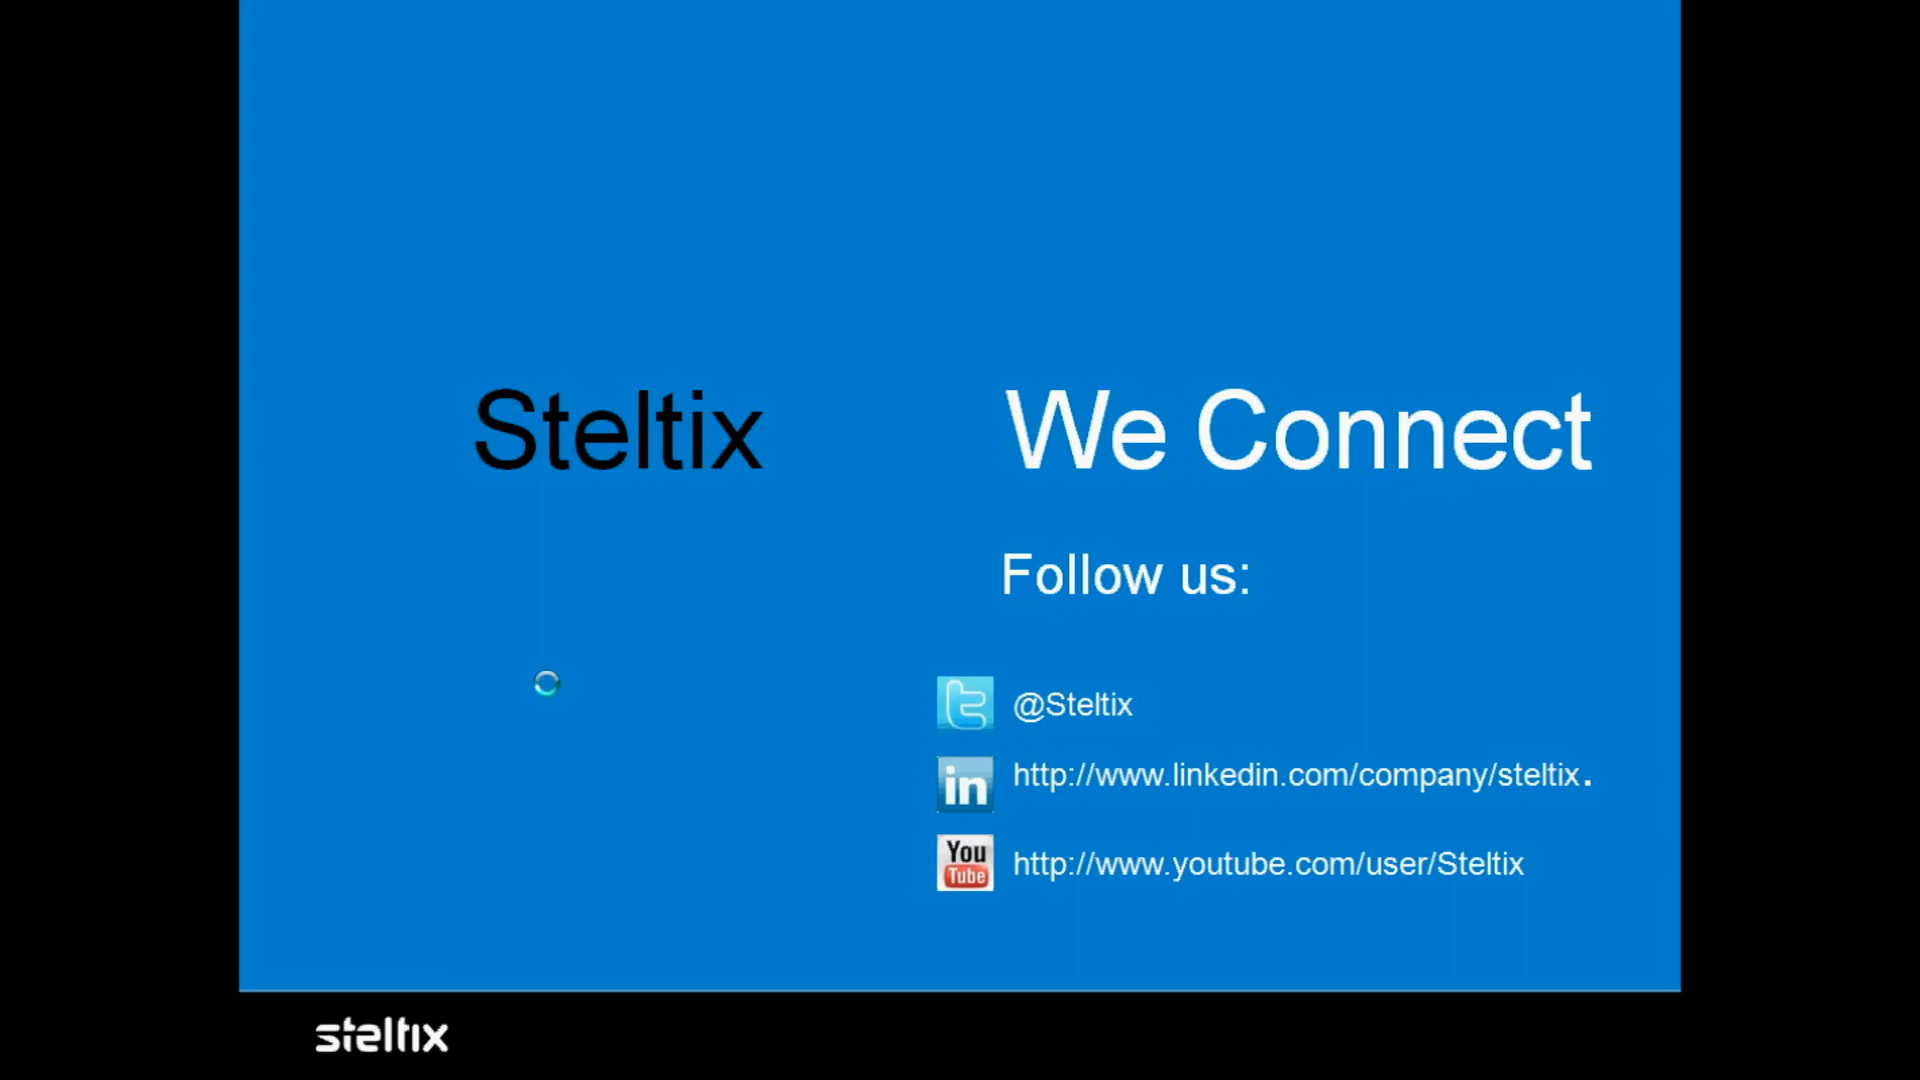 Steltix We Connect
Follow us:
@Steltix
in http://www.linkedin.com/company/steltix.
You
Tube http://www.youtube.com/user/Steltix
steltix